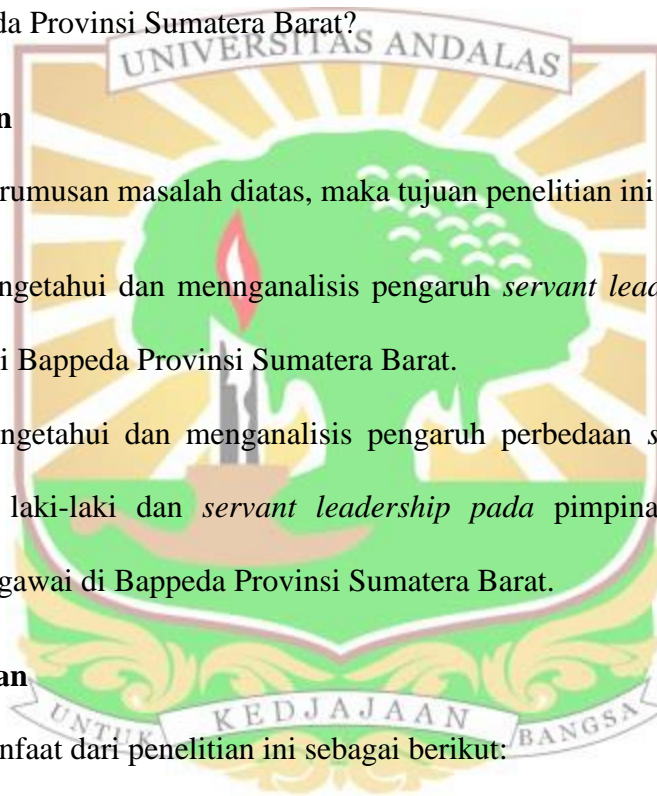 da Provinsi Sumatera Barat?
UNIVERSITAS ANDALAS
n
rumusan masalah diatas, maka tujuan penelitian ini
ngetahui dan mennganalisis pengaruh servant lead
i Bappeda Provinsi Sumatera Barat.
ngetahui dan menganalisis pengaruh perbedaan s
laki-laki dan servant leadership pada pimpina
gawai di Bappeda Provinsi Sumatera Barat.
an
UNTUK KEDJAJAAN BANGSA
nfaat dari penelitian ini sebagai berikut: